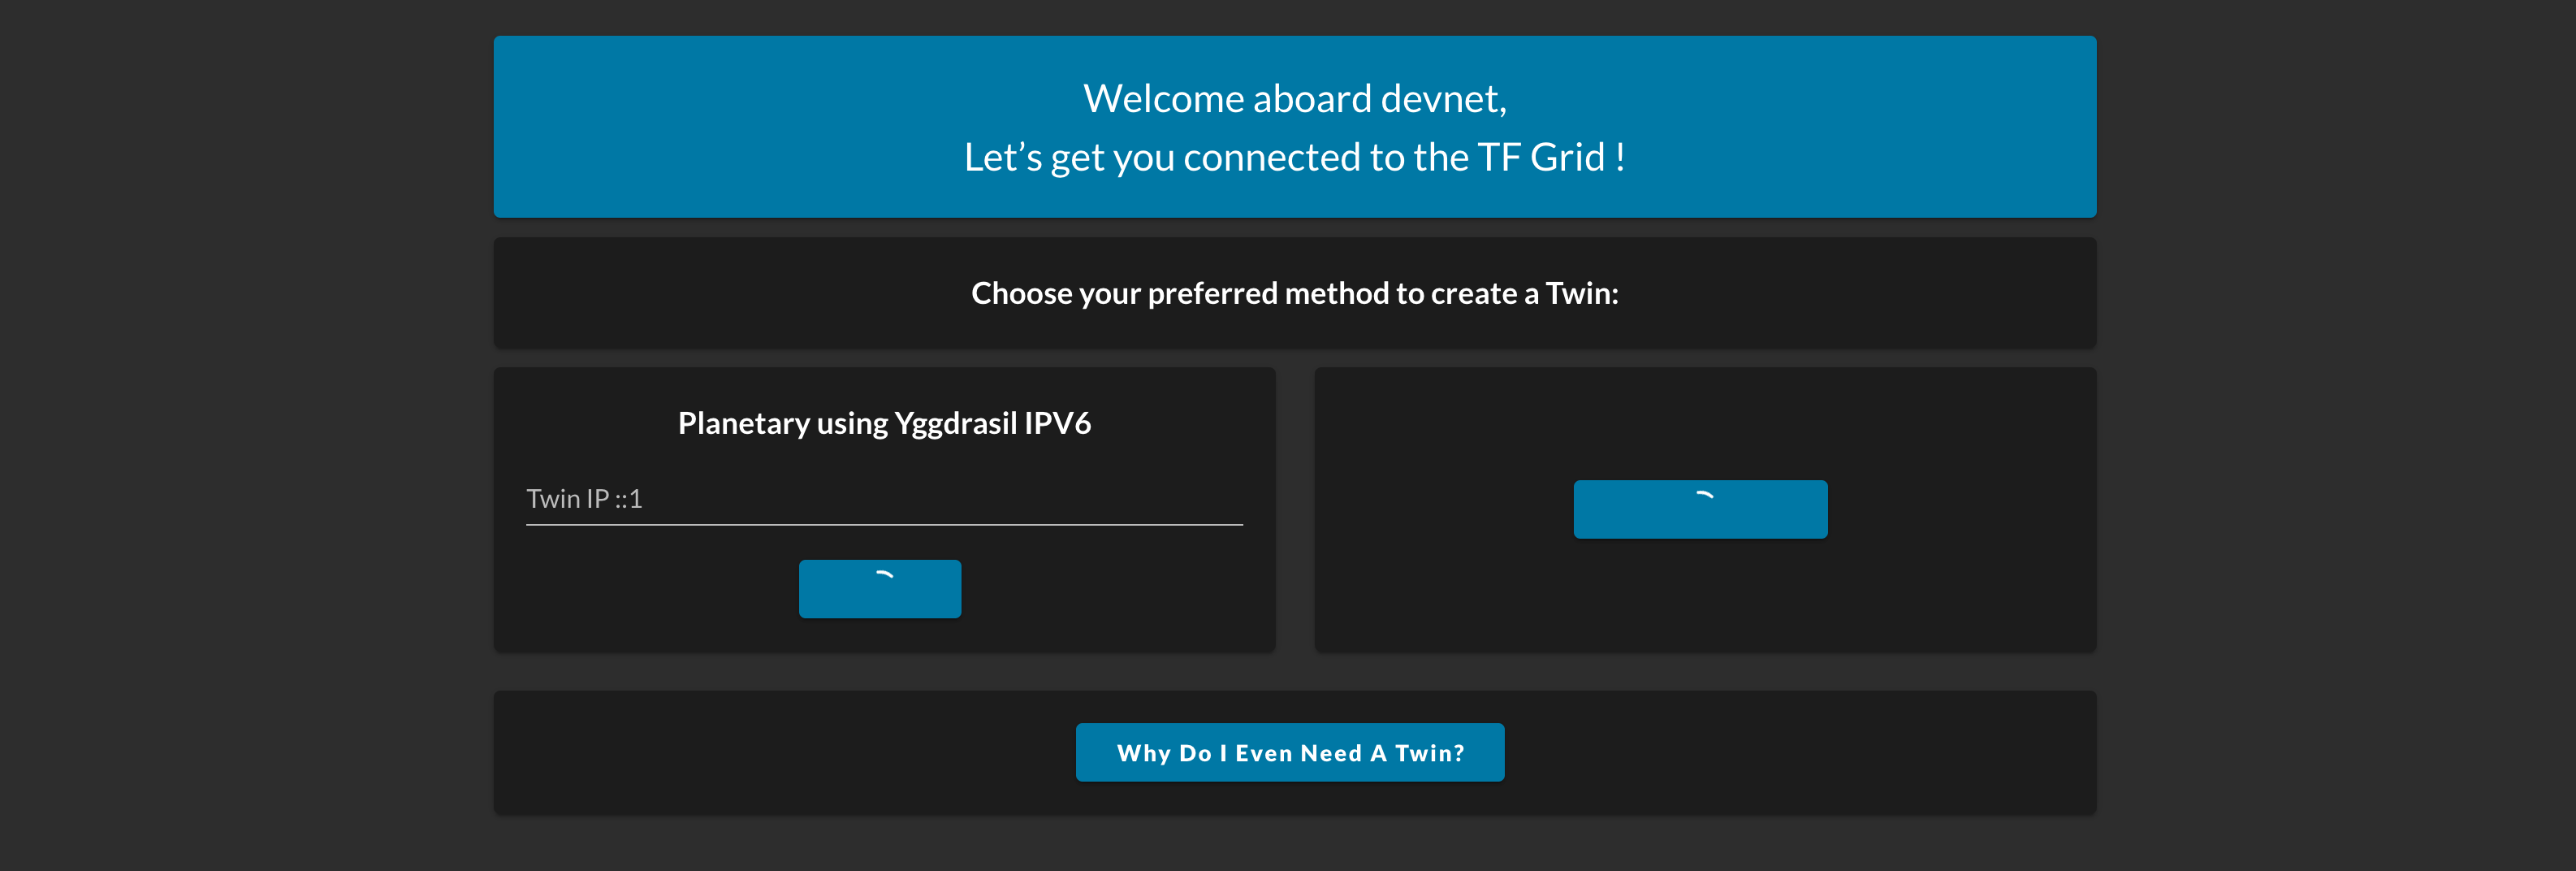 Welcome aboard devnet,
Let’s get you connected to the TF Grid !
Choose your preferred method to create a Twin:
Planetary using Yggdrasil IPV6
Twin IP ::1
Why Do I Even Need A Twin?